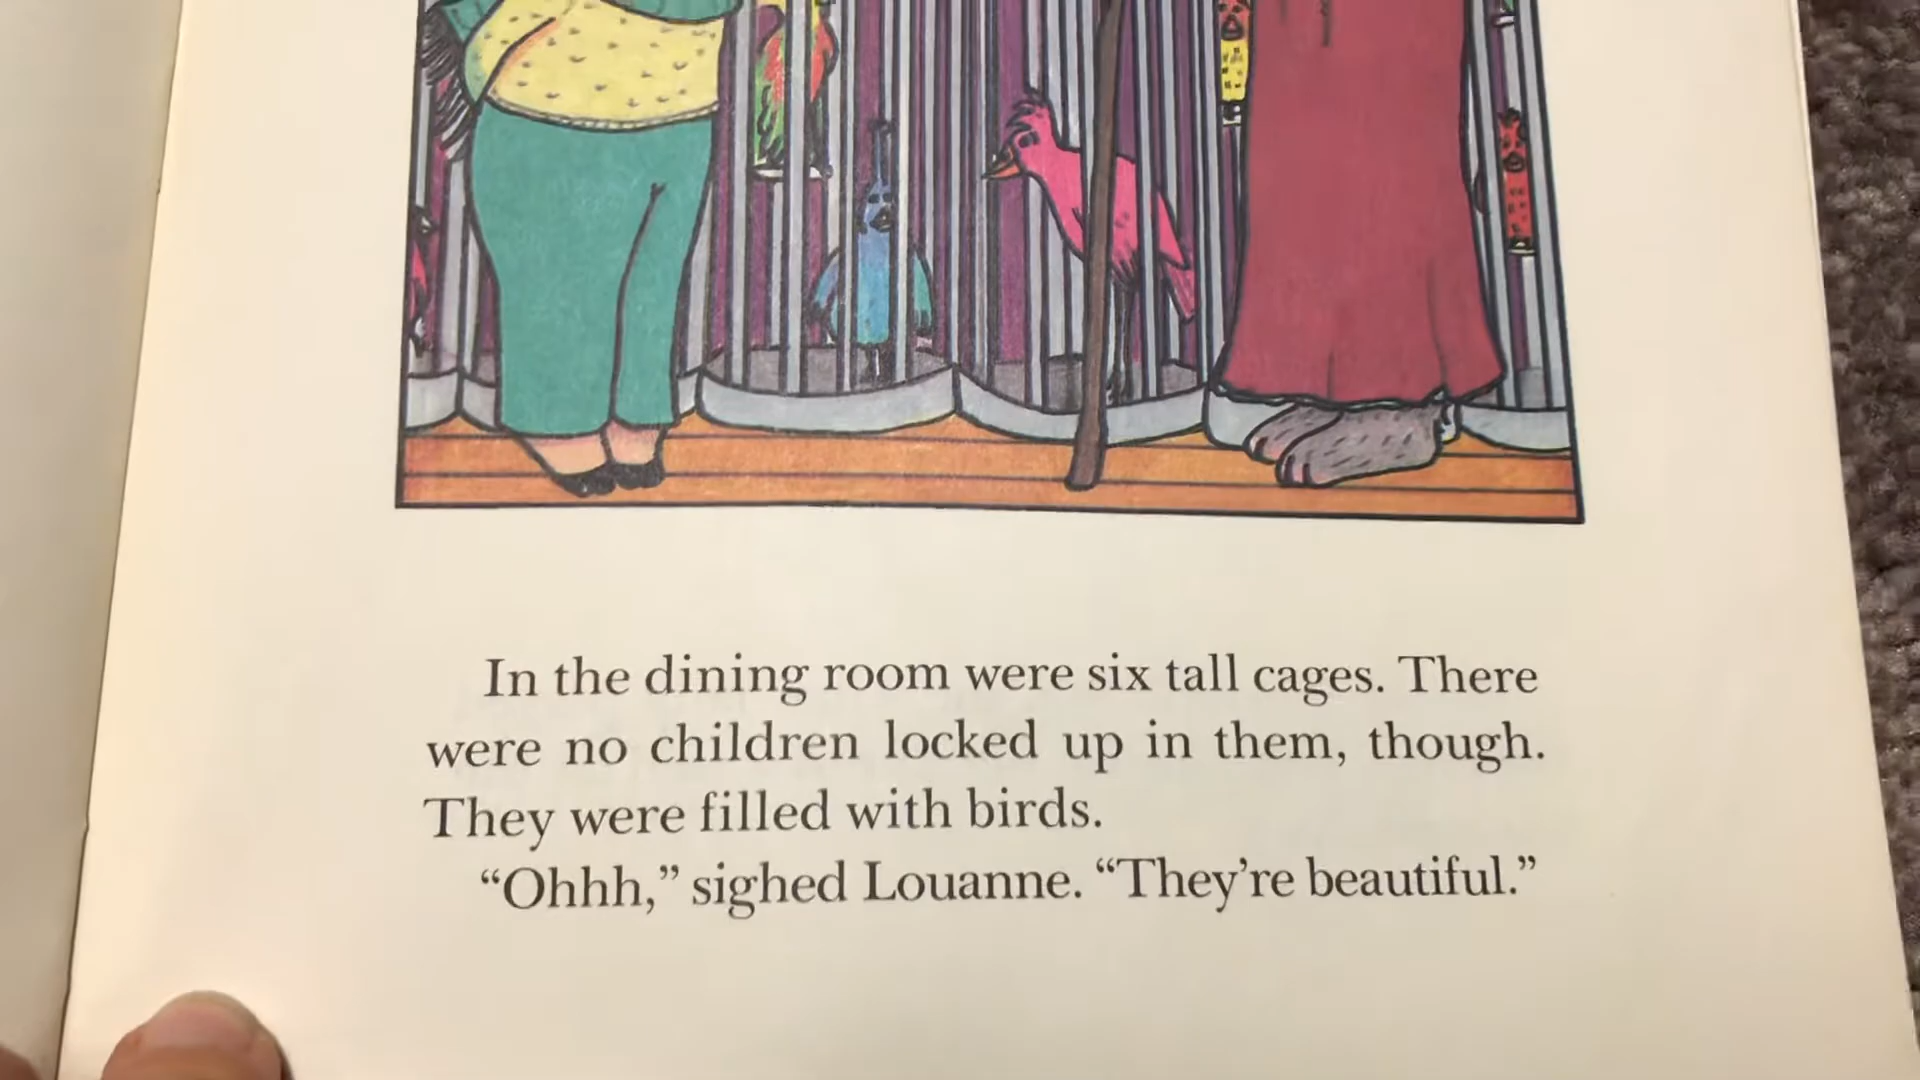 In the dining room were six tall cages. There
were no children locked up in them, though.
They were filled with birds.
“Ohhh,” sighed Louanne. “They’re beautiful.”